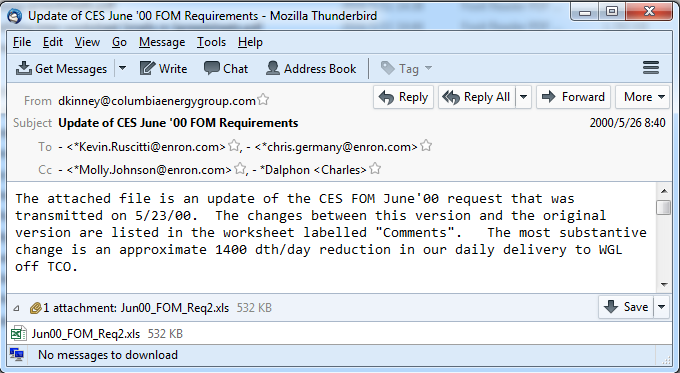 Update of CES June '00 FOM Requirements - Mozilla Thunderbird
File Edit View Go Message Tools Help
Get Messages Write Chat Address Book Tag
From dkinney@columbiaenergygroup.com Reply Reply All Forward More
Subject Update of CES June '00 FOM Requirements 2000/5/26 8:40
To - <*Kevin.Ruscitti@enron.com>, - <*chris.germany@enron.com>
Cc - <*MollyJohnson@enron.com>, - *Dalphon <Charles>
The attached file is an update of the CES FOM June'00 request that was
transmitted on 5/23/00. The changes between this version and the original
version are listed in the worksheet labelled "Comments". The most substantive
change is an approximate 1400 dth/day reduction in our daily delivery to WGL
off TCO.
1 attachment: Jun00_FOM_Req2.xls 532 KB Save
Jun00_FOM_Req2.xls 532 KB
No messages to download